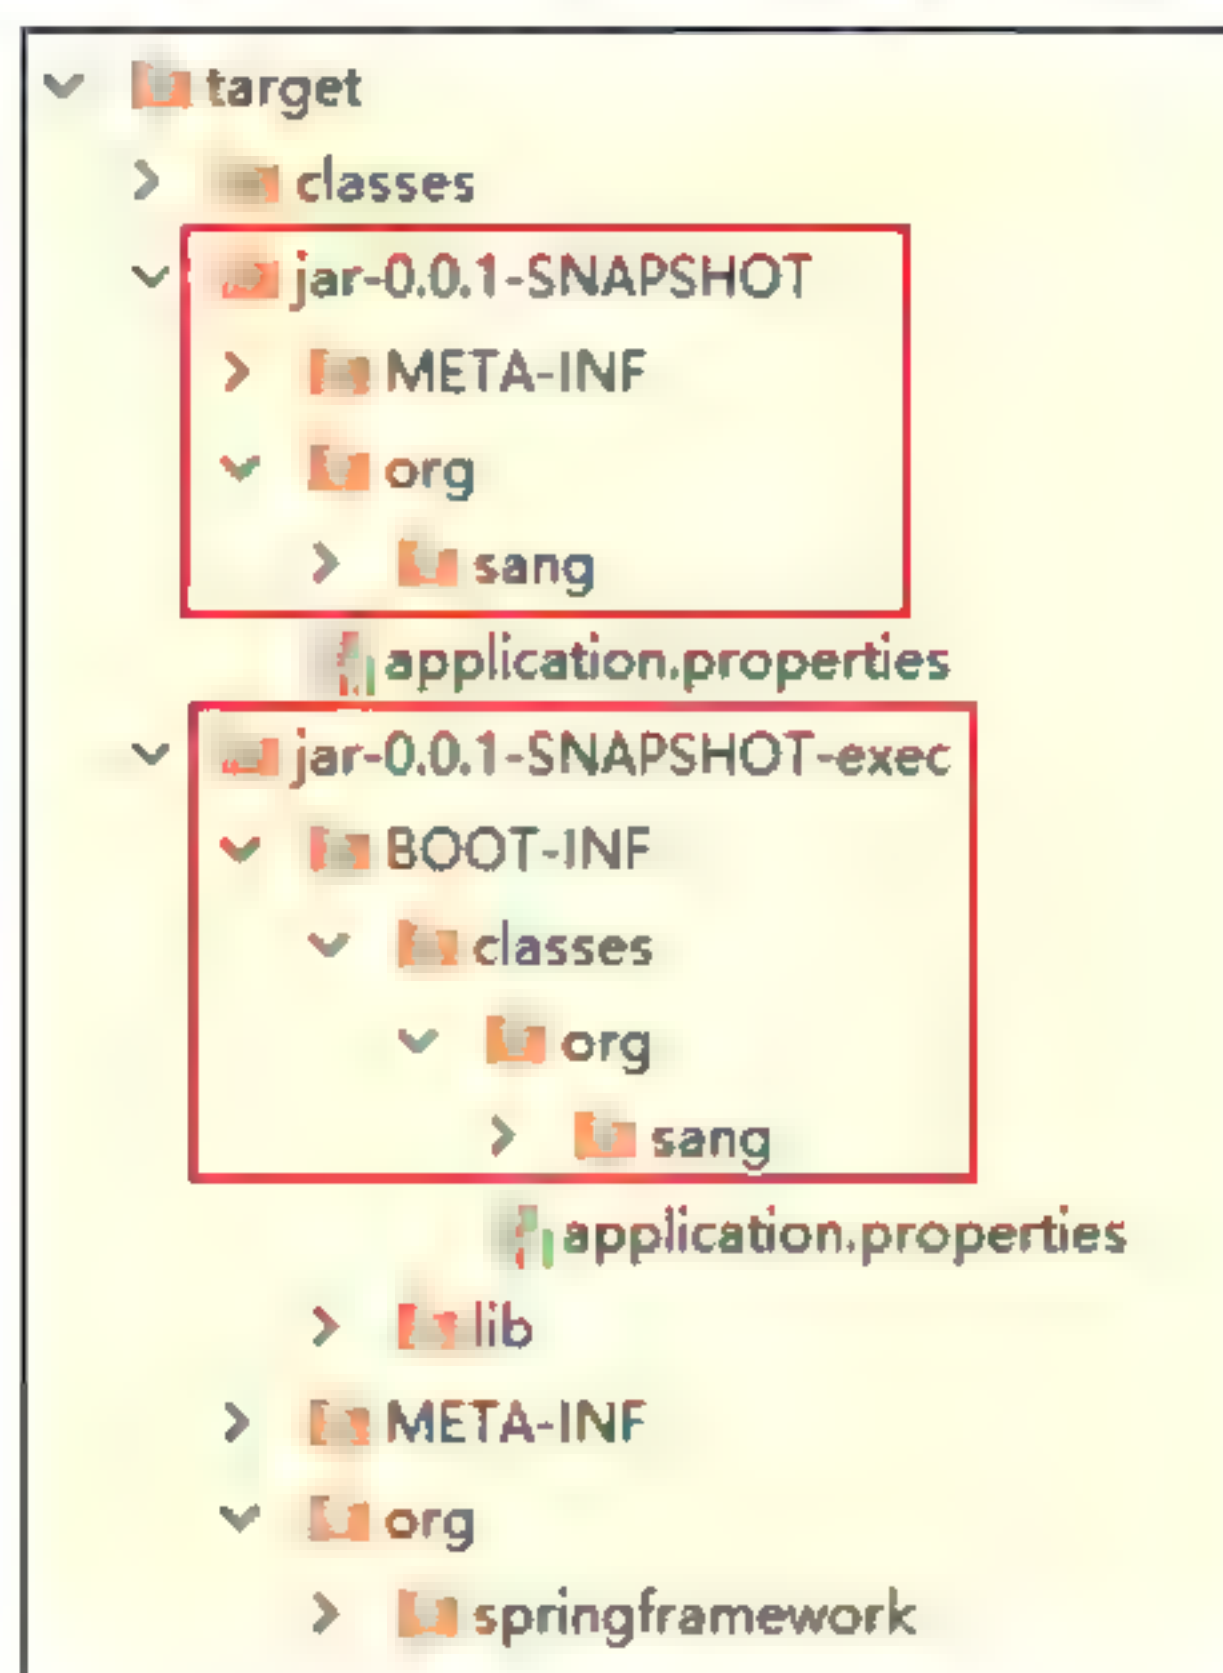 target
classes
jar-0.0.1-SNAPSHOT
META-INF
org
sang
application.properties
jar-0.0.1-SNAPSHOT-exec
BOOT-INF
classes
org
sang
application.properties
lib
META-INF
org
springframework